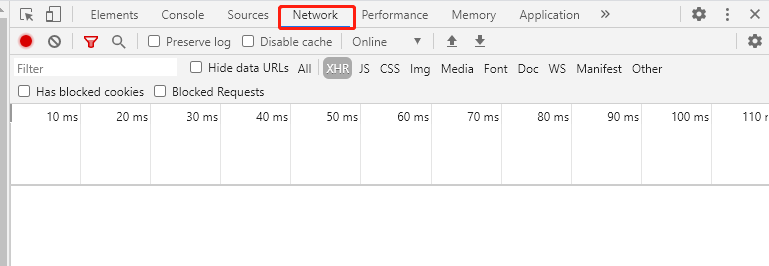 Elements Console Sources Network Performance Memory Application »
Preserve log Disable cache Online
Filter Hide data URLs All XHR JS CSS Img Media Font Doc WS Manifest Other
Has blocked cookies Blocked Requests
10 ms 20 ms 30 ms 40 ms 50 ms 60 ms 70 ms 80 ms 90 ms 100 ms 110